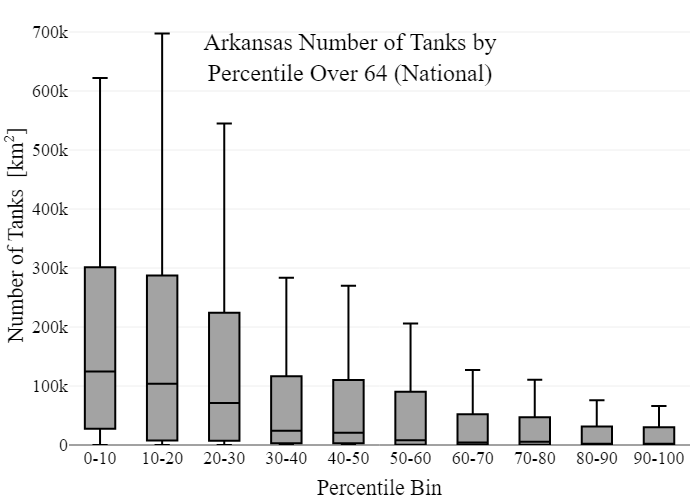 Arkansas Number of Tanks by
Percentile Over 64 (National)
Number of Tanks [km²]
700k
600k
500k
400k
300k
200k
100k
0
0-10 10-20 20-30 30-40 40-50 50-60 60-70 70-80 80-90 90-100
Percentile Bin